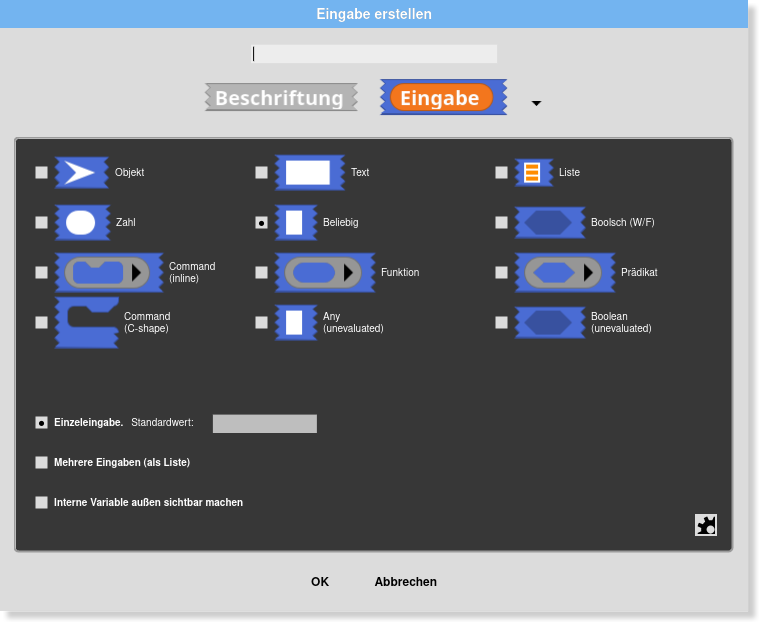 Eingabe erstellen
Beschriftung Eingabe
Objekt Text Liste
Zahl Beliebig Boolsch (W/F)
Command
(inline)
Funktion Prädikat
Command
(C-shape)
Any
(unevaluated)
Boolean
(unevaluated)
Einzeleingabe. Standardwert:
Mehrere Eingaben (als Liste)
Interne Variable außen sichtbar machen
OK Abbrechen